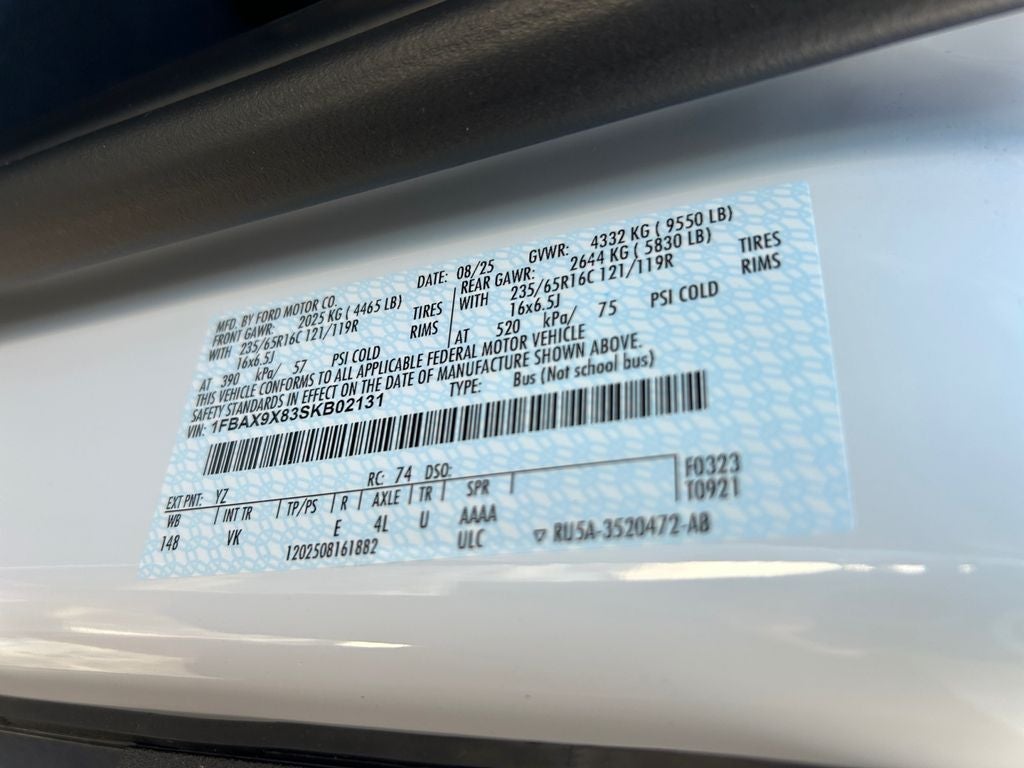 MFD. BY FORD MOTOR CO.
DATE: 08/25
GVWR: 4332 KG ( 9550 LB)
FRONT GAWR: 2025 KG ( 4465 LB)
WITH 235/65R16C 121/119R TIRES
16x6.5J RIMS
AT 390 kPa/ 57 PSI COLD
REAR GAWR: 2644 KG ( 5830 LB)
WITH 235/65R16C 121/119R TIRES
16x6.5J RIMS
AT 520 kPa/ 75 PSI COLD
THIS VEHICLE CONFORMS TO ALL APPLICABLE FEDERAL MOTOR VEHICLE
SAFETY STANDARDS IN EFFECT ON THE DATE OF MANUFACTURE SHOWN ABOVE.
VIN: 1FBAX9X83SKB02131
TYPE: Bus (Not school bus)
EXT PNT: YZ RC: 74 DSO:
WB INT TR TP/PS R AXLE TR SPR
148 VK E 4L U AAAA
F0323
T0921
1202508161882 ULC ▽ RU5A-3520472-AB